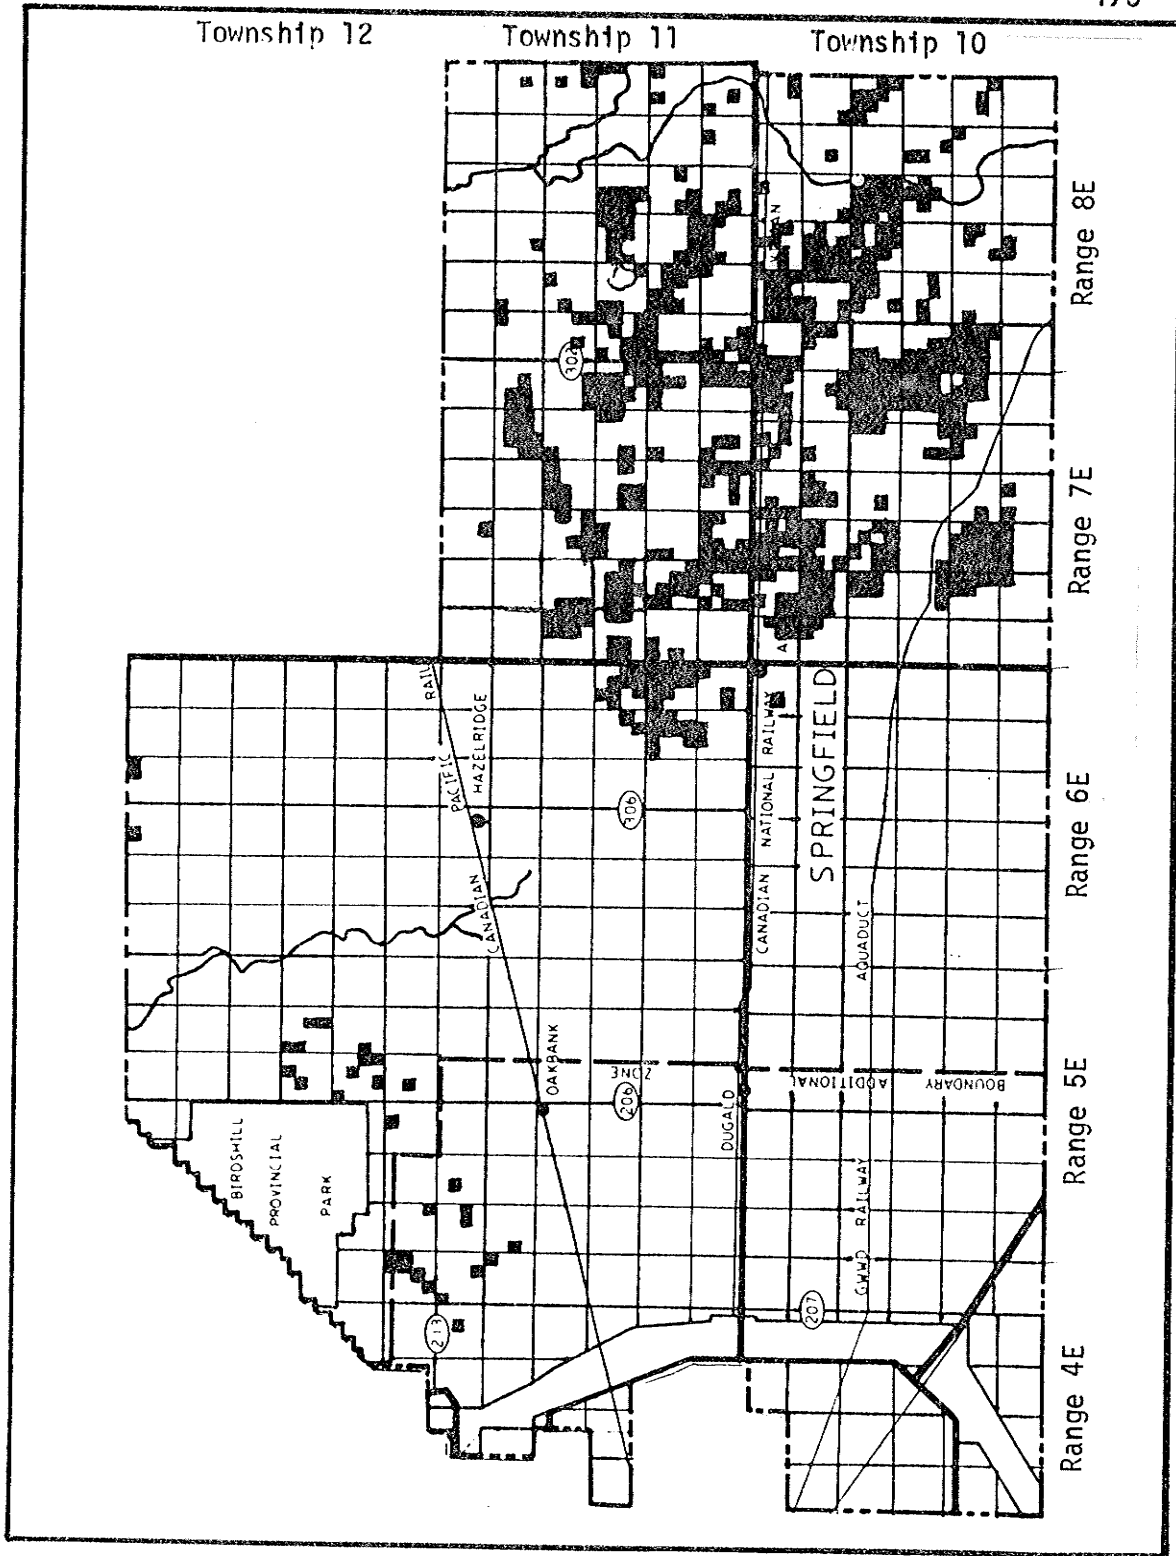 Township 12
Township 11
Township 10
Range 8E
Range 7E
Range 6E
Range 5E
Range 4E
302
A
RAIL
PACIFIC
CANADIAN
HAZELRIDGE
306
CANADIAN NATIONAL RAILWAY
SPRINGFIELD
AQUADUCT
OAKBANK
206
ZONE
DUGALD
BOUNDARY
ADDITIONAL
BIRDSHILL
PROVINCIAL
PARK
GWWD RAILWAY
213
207